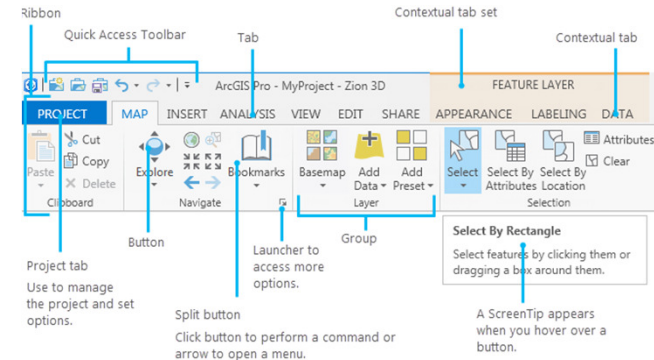 Ribbon
Contextual tab set
Quick Access Toolbar
Tab
Contextual tab
ArcGIS Pro - MyProject - Zion 3D
FEATURE LAYER
PROJECT MAP INSERT ANALYSIS VIEW EDIT SHARE APPEARANCE LABELING DATA
Paste
Cut
Copy
Delete
Clipboard
Explore
Bookmarks
Navigate
Basemap
Add
Data
Add
Preset
Layer
Select
Select By
Attributes
Select By
Location
Attributes
Clear
Selection
Button
Launcher to
access more
options.
Group
Select By Rectangle
Select features by clicking them or
dragging a box around them.
Project tab
Use to manage
the project and set
options.
Split button
Click button to perform a command or
arrow to open a menu.
A ScreenTip appears
when you hover over a
button.